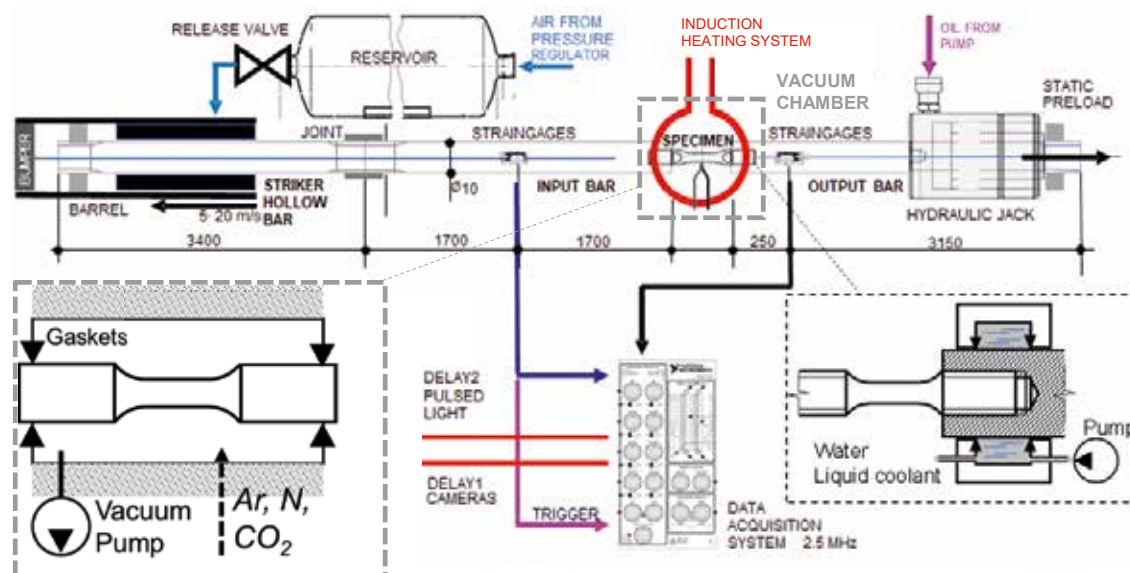 RELEASE VALVE
AIR FROM
PRESSURE
REGULATOR
RESERVOIR
INDUCTION
HEATING SYSTEM
OIL FROM
PUMP
VACUUM
CHAMBER
STATIC
PRELOAD
BUMPER
JOINT
STRAINGAGES
SPECIMEN
STRAINGAGES
Ø10
INPUT BAR
OUTPUT BAR
STRIKER
HOLLOW
BAR
BARREL
5- 20 m/s
HYDRAULIC JACK
3400
1700
1700
250
3150
Gaskets
Vacuum
Pump
Ar, N,
CO2
DELAY2
PULSED
LIGHT
DELAY1
CAMERAS
TRIGGER
DATA
ACQUISITION
SYSTEM 2.5 MHz
Water
Liquid coolant
Pump